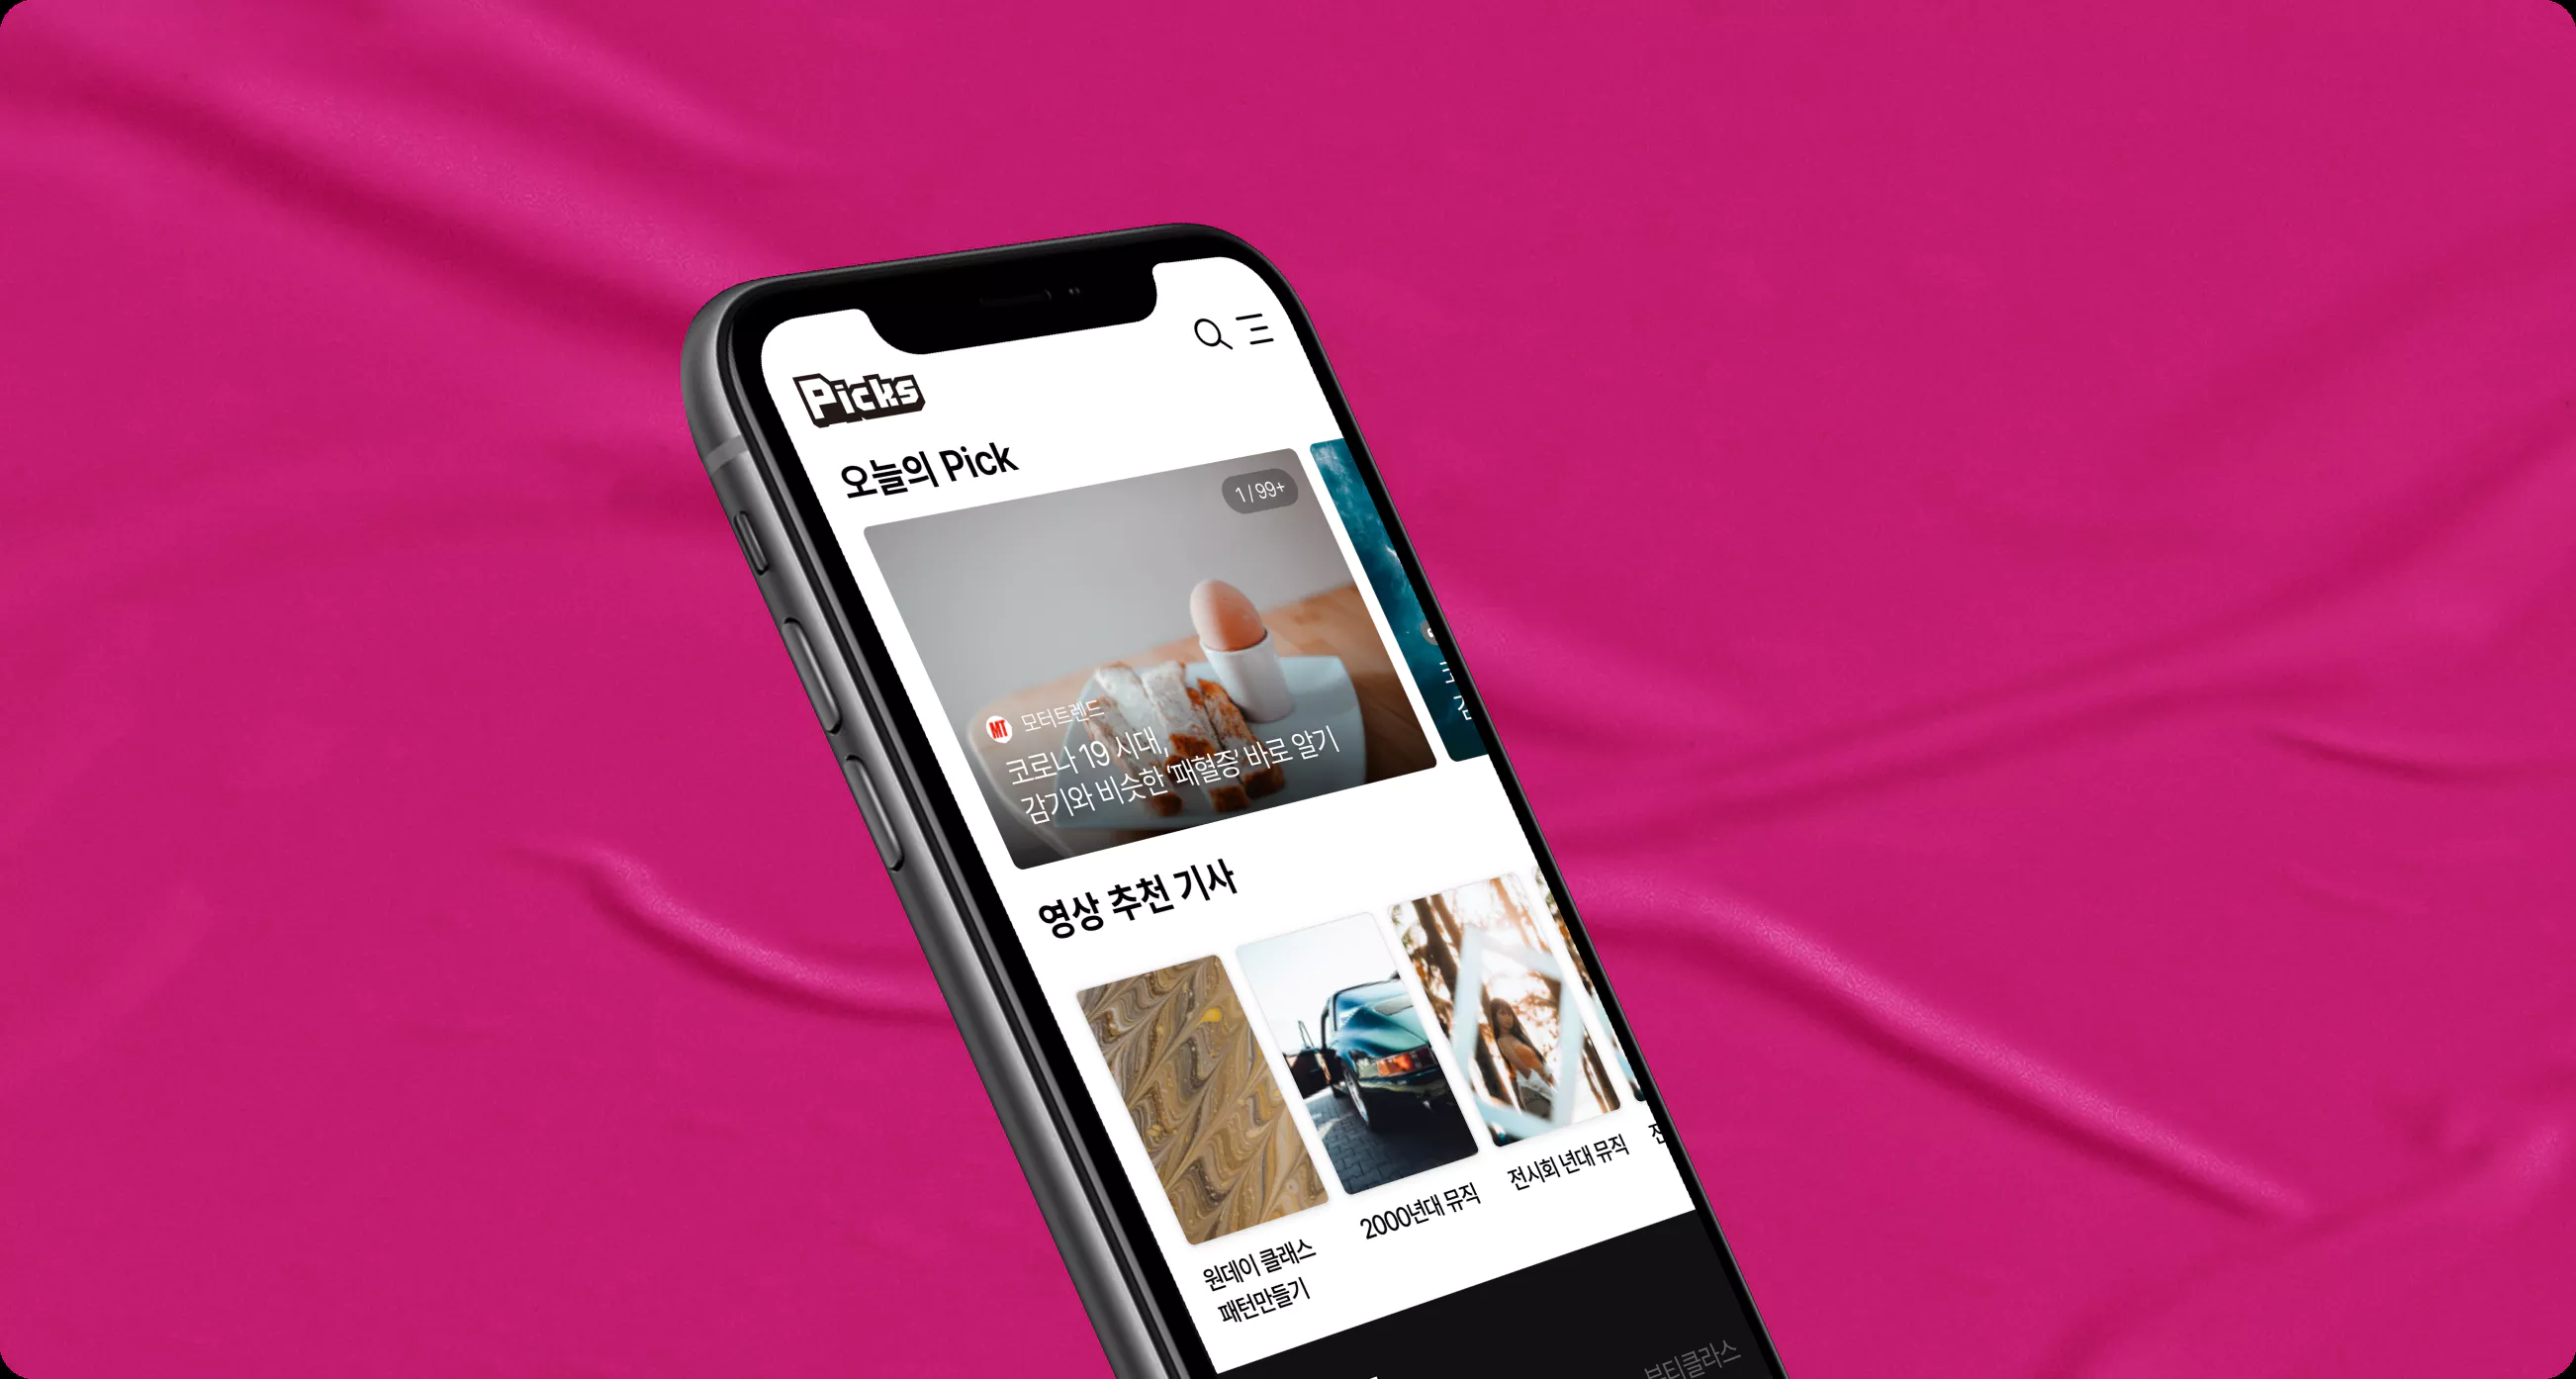 Picks
오늘의 Pick
1 / 99+
MT 모터트렌드
코로나 19 시대,
감기와 비슷한 '패혈증' 바로 알기
영상 추천 기사
원데이 클래스
패턴만들기
2000년대 뮤직
전시회 년대 뮤직
뷰티클라스